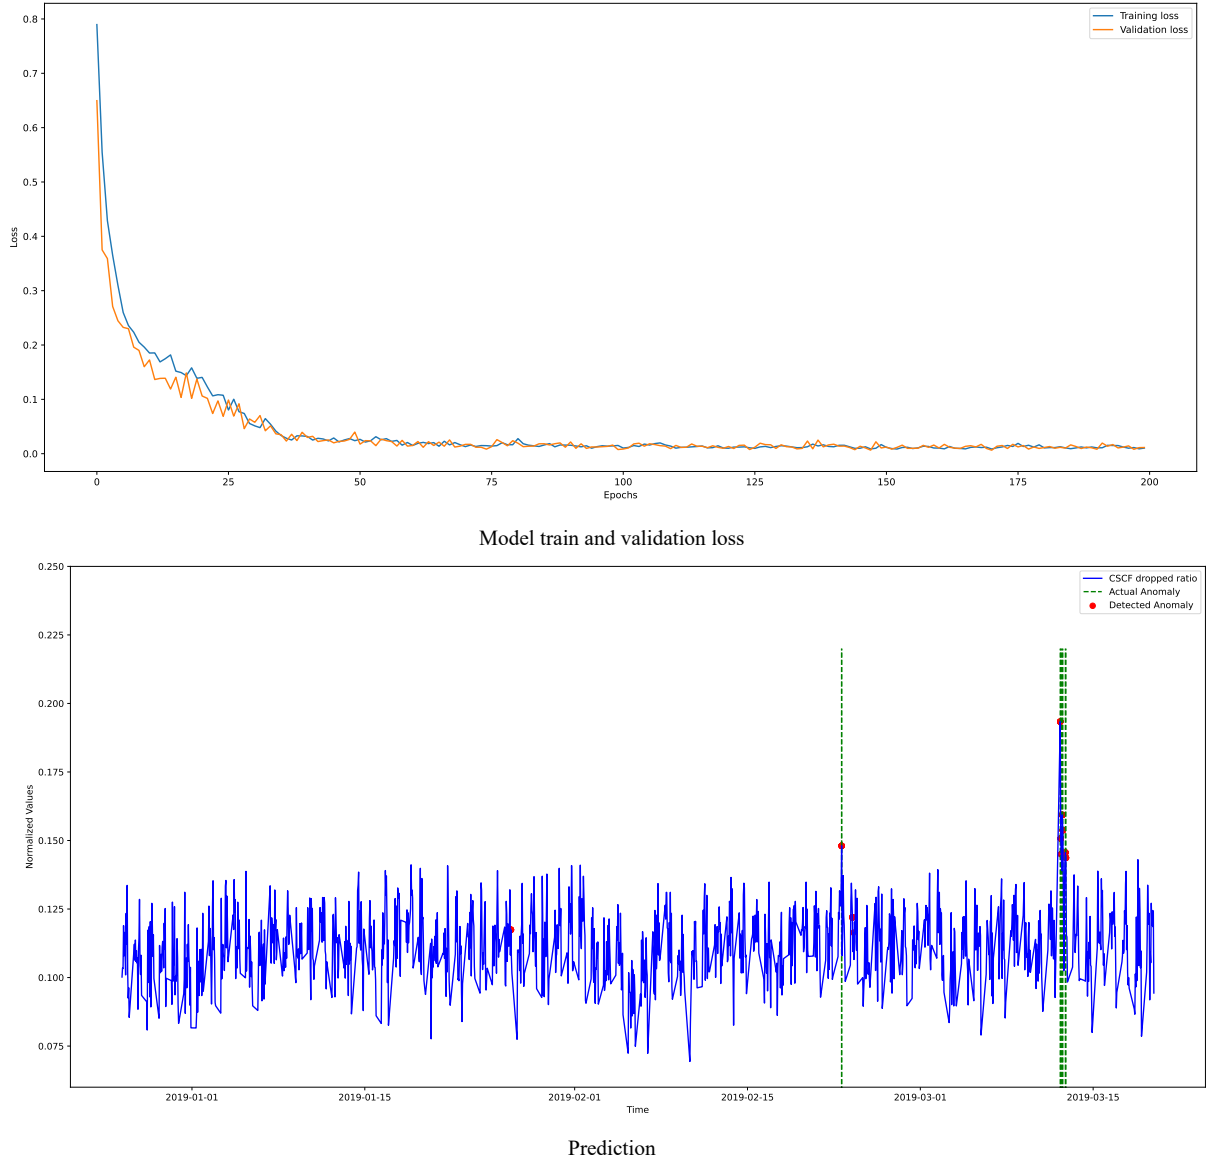 0.8
0.7
0.6
0.5
0.4
0.3
0.2
0.1
0.0
Loss
Training loss
Validation loss
0 25 50 75 100 125 150 175 200
Epochs
Model train and validation loss
0.250
0.225
0.200
0.175
0.150
0.125
0.100
0.075
Normalized Values
CSCF dropped ratio
Actual Anomaly
Detected Anomaly
2019-01-01 2019-01-15 2019-02-01 2019-02-15 2019-03-01 2019-03-15
Time
Prediction